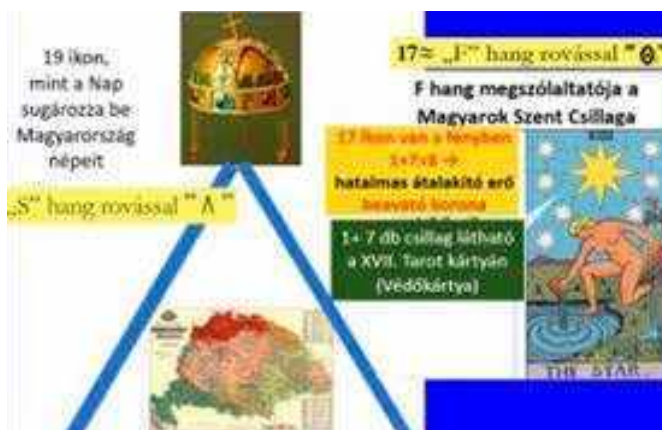 19 ikon,
mint a Nap
sugározza be
Magyarország
népeit
„S” hang rovással " Λ "
17≈ „F” hang rovással "
F hang megszólaltatója a
Magyarok Szent Csillaga
17 ikon van a fényben
1+7=8 →
hatalmas átalakító erő
beavató korona
1+ 7 db csillag látható
a XVII. Tarot kártyán
(Védőkártya)
XVII
THE STAR